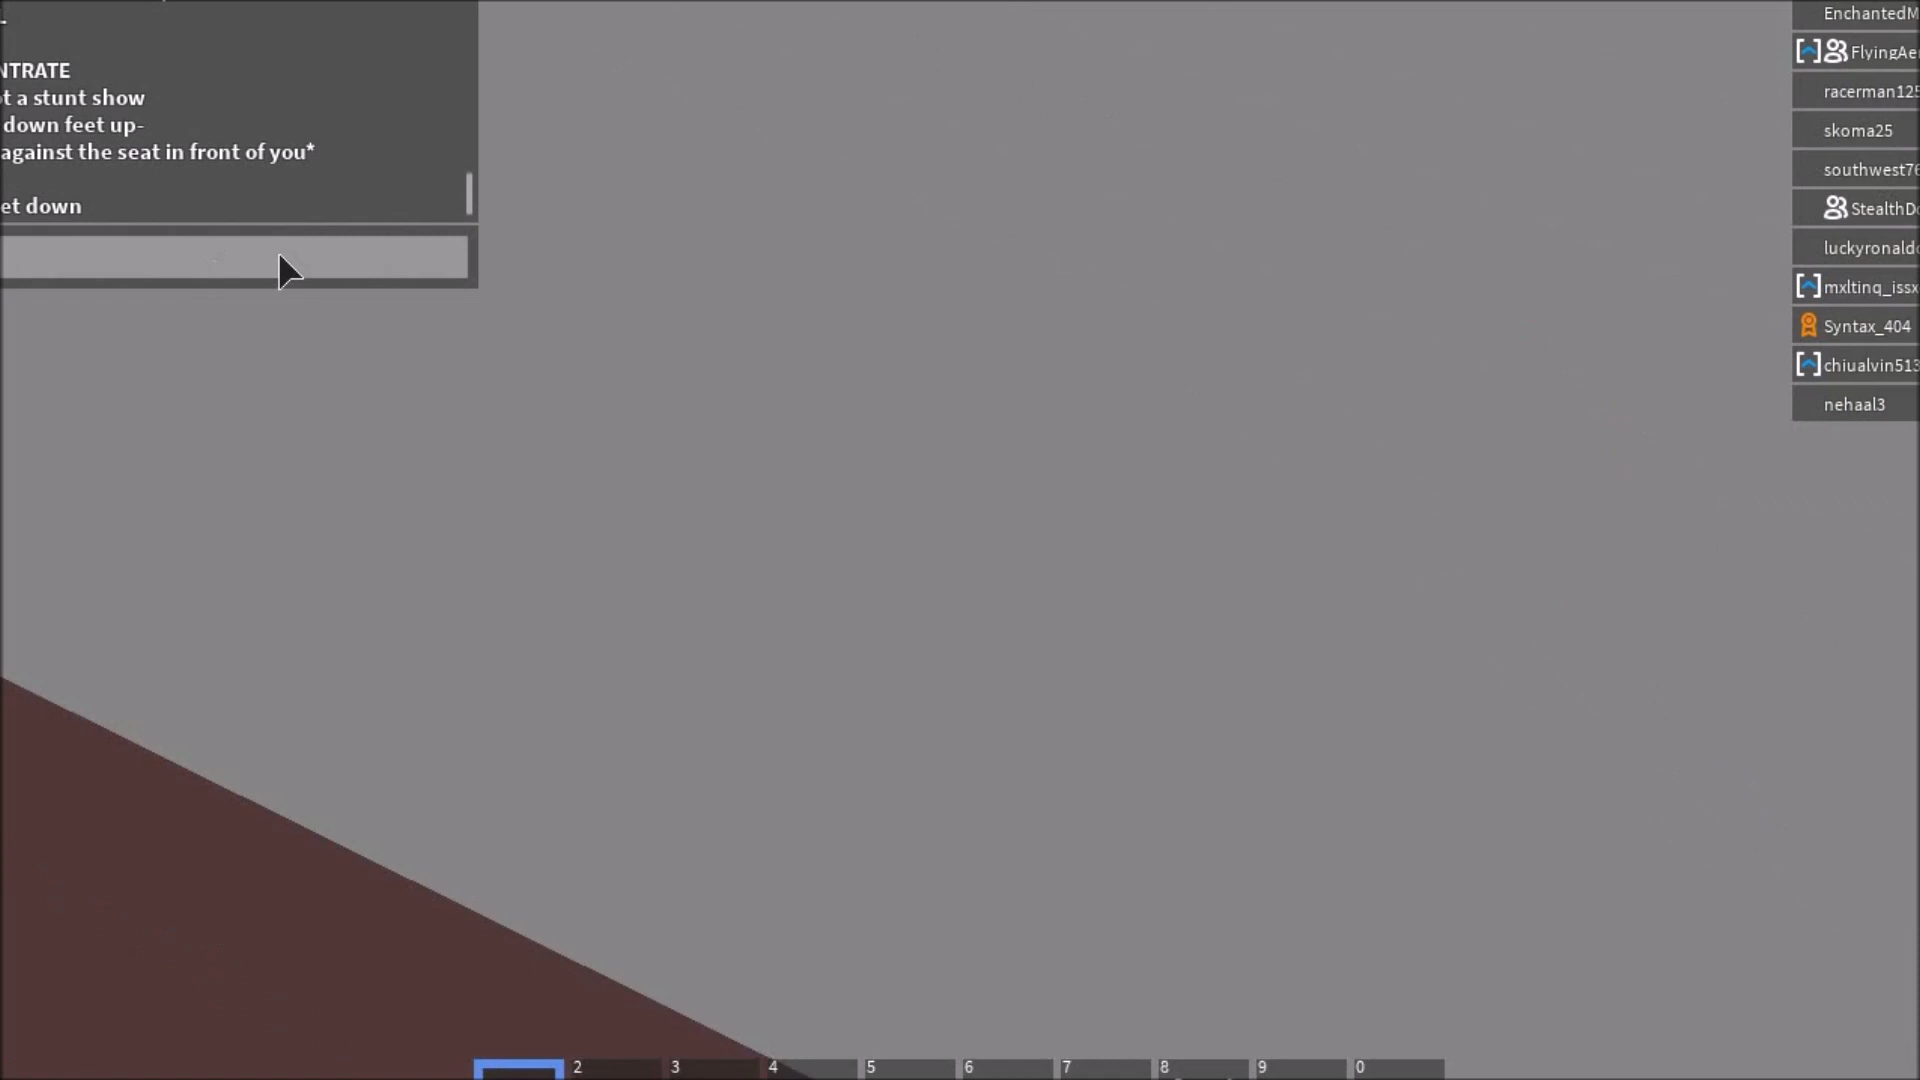 NTRATE
t a stunt show
down feet up-
against the seat in front of you*
et down
EnchantedM
FlyingAe
racerman125
skoma25
southwest76
StealthD
luckyronald
mxltinq_issx
Syntax_404
chiualvin513
nehaal3
2 3 4 5 6 7 8 9 0